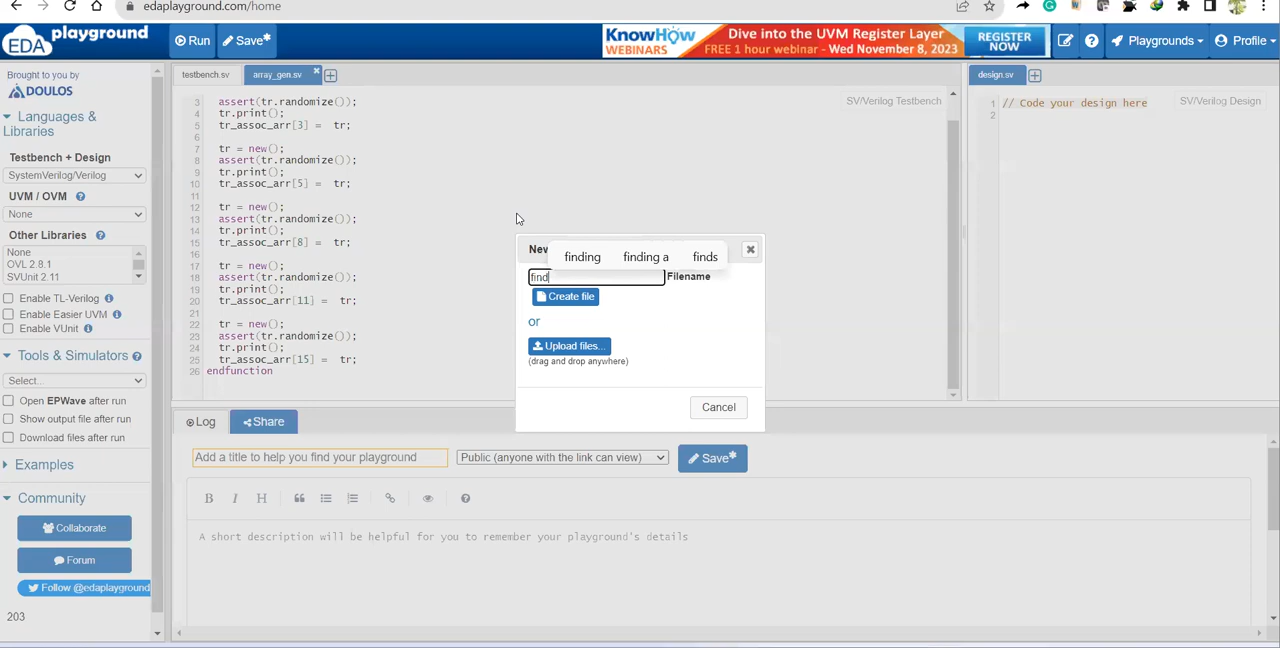 edaplayground.com/home
EDA playground
Run
Save*
KnowHow
WEBINARS
Dive into the UVM Register Layer
FREE 1 hour webinar - Wed November 8, 2023
REGISTER
NOW
Playgrounds
Profile
Brought to you by
DOULOS
Languages &
Libraries
Testbench + Design
SystemVerilog/Verilog
UVM / OVM
None
Other Libraries
None
OVL 2.8.1
SVUnit 2.11
Enable TL-Verilog
Enable Easier UVM
Enable VUnit
Tools & Simulators
Select...
Open EPWave after run
Show output file after run
Download files after run
Examples
Community
Collaborate
Forum
Follow @edaplayground
203
testbench.sv
array_gen.sv
SV/Verilog Testbench
3 assert(tr.randomize());
4 tr.print();
5 tr_assoc_arr[3] = tr;
6
7 tr = new();
8 assert(tr.randomize());
9 tr.print();
10 tr_assoc_arr[5] = tr;
11
12 tr = new();
13 assert(tr.randomize());
14 tr.print();
15 tr_assoc_arr[8] = tr;
16
17 tr = new();
18 assert(tr.randomize());
19 tr.print();
20 tr_assoc_arr[11] = tr;
21
22 tr = new();
23 assert(tr.randomize());
24 tr.print();
25 tr_assoc_arr[15] = tr;
26 endfunction
design.sv
1 // Code your design here
2
SV/Verilog Design
New
finding
finding a
finds
find
Filename
Create file
or
Upload files...
(drag and drop anywhere)
Cancel
Log
Share
Add a title to help you find your playground
Public (anyone with the link can view)
Save*
B I H
A short description will be helpful for you to remember your playground's details